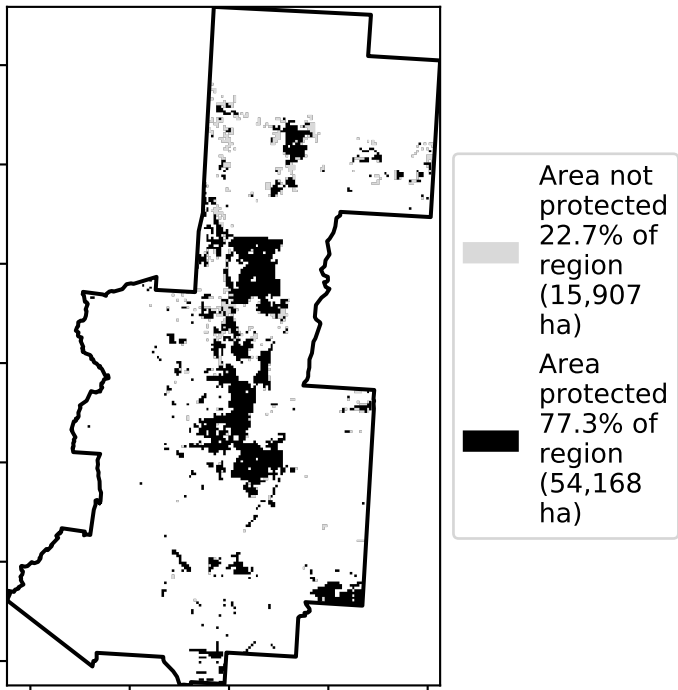 Area not
protected
22.7% of
region
(15,907
ha)
Area
protected
77.3% of
region
(54,168
ha)